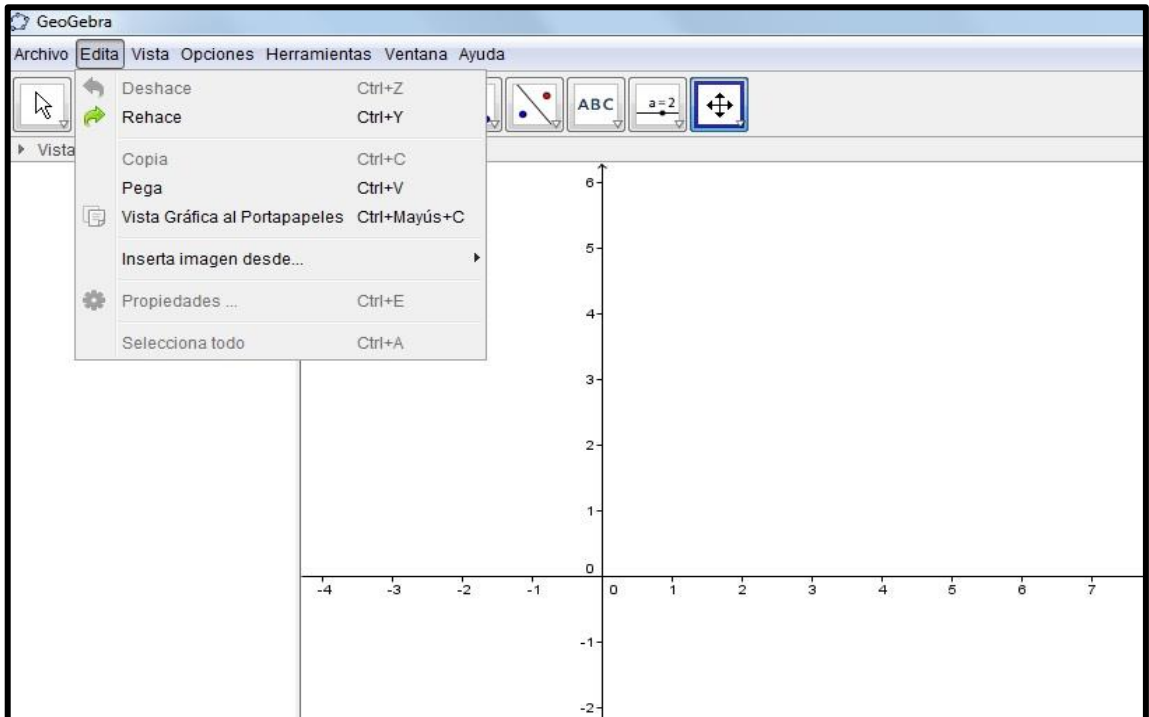 GeoGebra
Archivo Edita Vista Opciones Herramientas Ventana Ayuda
Deshace Ctrl+Z
Rehace Ctrl+Y
ABC
a=2
Vista
Copia Ctrl+C
Pega Ctrl+V
Vista Gráfica al Portapapeles Ctrl+Mayús+C
Inserta imagen desde...
Propiedades ... Ctrl+E
Selecciona todo Ctrl+A
6
5
4
3
2
1
0
-4 -3 -2 -1 0 1 2 3 4 5 6 7
-1
-2